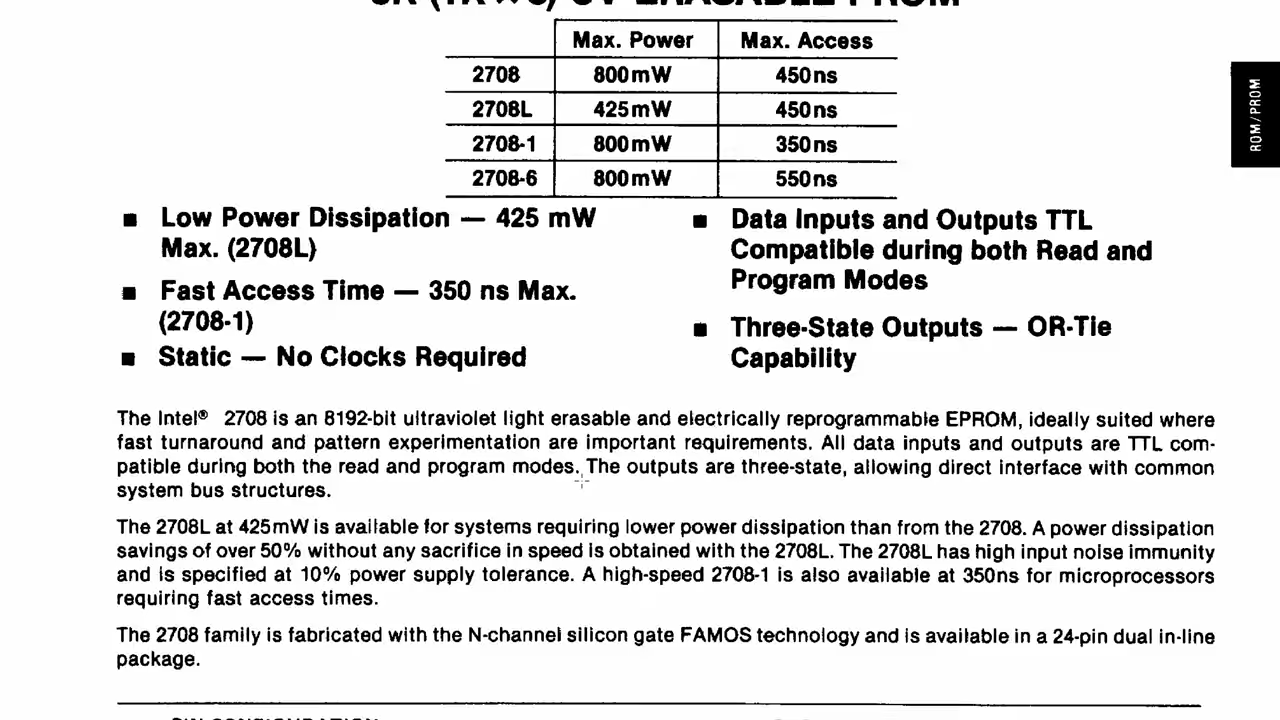 8K (1K × 8) UV ERASABLE PROM
Max. Power Max. Access
2708 800mW 450ns
2708L 425mW 450ns
2708-1 800mW 350ns
2708-6 800mW 550ns
ROM/PROM
■ Low Power Dissipation — 425 mW
Max. (2708L)
■ Fast Access Time — 350 ns Max.
(2708-1)
■ Static — No Clocks Required
■ Data Inputs and Outputs TTL
Compatible during both Read and
Program Modes
■ Three-State Outputs — OR-Tie
Capability
The Intel® 2708 is an 8192-bit ultraviolet light erasable and electrically reprogrammable EPROM, ideally suited where
fast turnaround and pattern experimentation are important requirements. All data inputs and outputs are TTL com-
patible during both the read and program modes. The outputs are three-state, allowing direct interface with common
system bus structures.
The 2708L at 425mW is available for systems requiring lower power dissipation than from the 2708. A power dissipation
savings of over 50% without any sacrifice in speed is obtained with the 2708L. The 2708L has high input noise immunity
and is specified at 10% power supply tolerance. A high-speed 2708-1 is also available at 350ns for microprocessors
requiring fast access times.
The 2708 family is fabricated with the N-channel silicon gate FAMOS technology and is available in a 24-pin dual in-line
package.
PIN CONFIGURATION